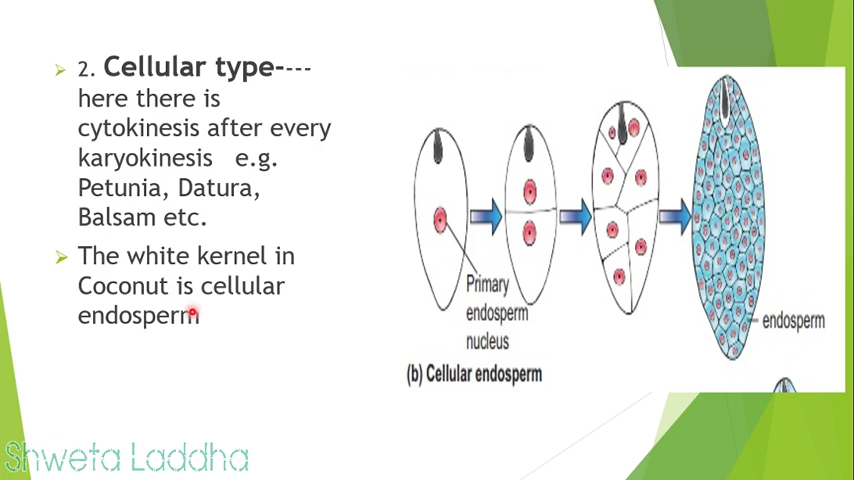 2. Cellular type----
here there is
cytokinesis after every
karyokinesis e.g.
Petunia, Datura,
Balsam etc.
The white kernel in
Coconut is cellular
endosperm
Primary
endosperm
nucleus
endosperm
(b) Cellular endosperm
Shweta Laddha